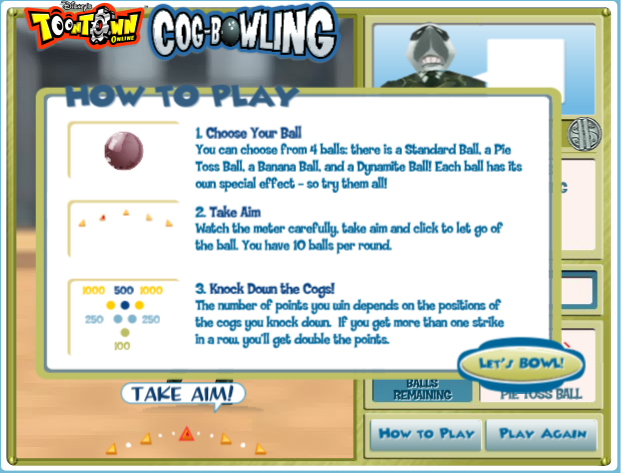 Disney's
TOONTOWN
ONLINE
COG-BOWLING
HOW TO PLAY
1. Choose Your Ball
You can choose from 4 balls: there is a Standard Ball, a Pie
Toss Ball, a Banana Ball, and a Dynamite Ball! Each ball has its
own special effect - so try them all!
2. Take Aim
Watch the meter carefully, take aim and click to let go of
the ball. You have 10 balls per round.
1000 500 1000
250 250
100
3. Knock Down the Cogs!
The number of points you win depends on the positions of
the cogs you knock down. If you get more than one strike
in a row, you'll get double the points.
LET'S BOWL!
TAKE AIM!
BALLS
REMAINING
PIE TOSS BALL
HOW TO PLAY
PLAY AGAIN